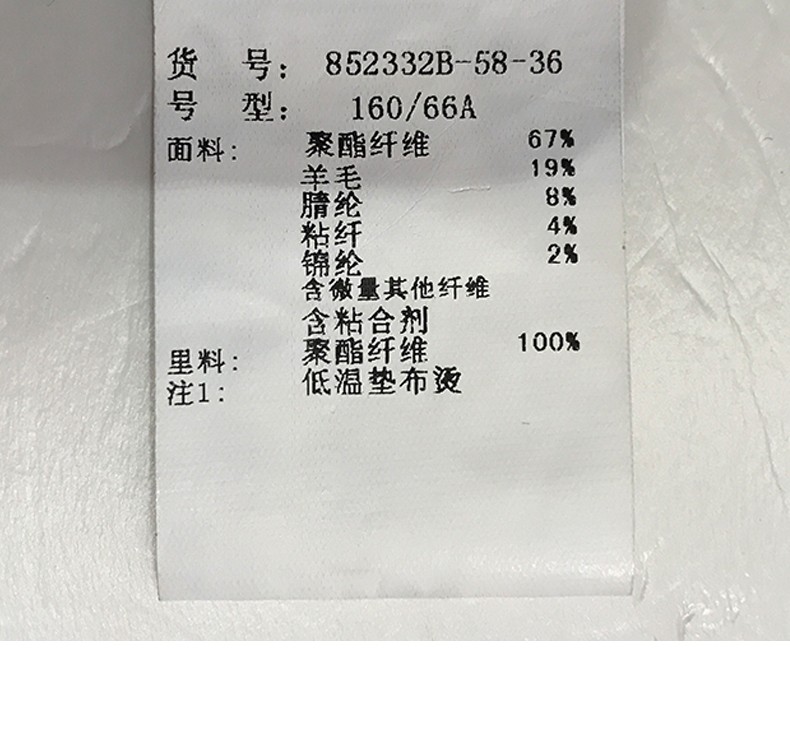 货 号: 852332B-58-36
号 型: 160/66A
面料: 聚酯纤维 67%
羊毛 19%
腈纶 8%
粘纤 4%
锦纶 2%
含微量其他纤维
含粘合剂
里料: 聚酯纤维 100%
注1: 低温垫布烫